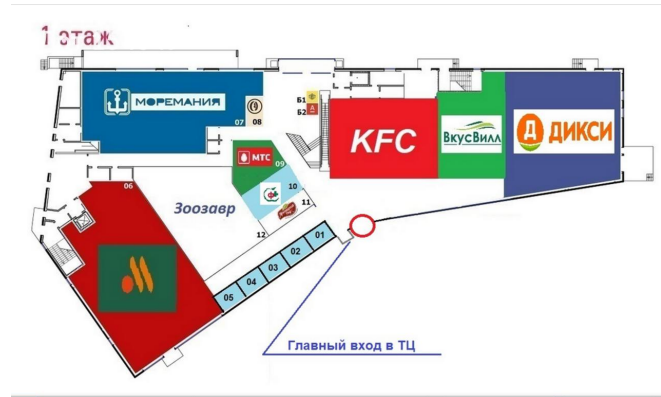 1 этаж
МОРЕМАНИЯ
07
08
Б1
Б2
А
KFC
ВкусВилл
Д ДИКСИ
МТС
09
10
11
12
06
Зоозавр
01
02
03
04
05
Главный вход в ТЦ